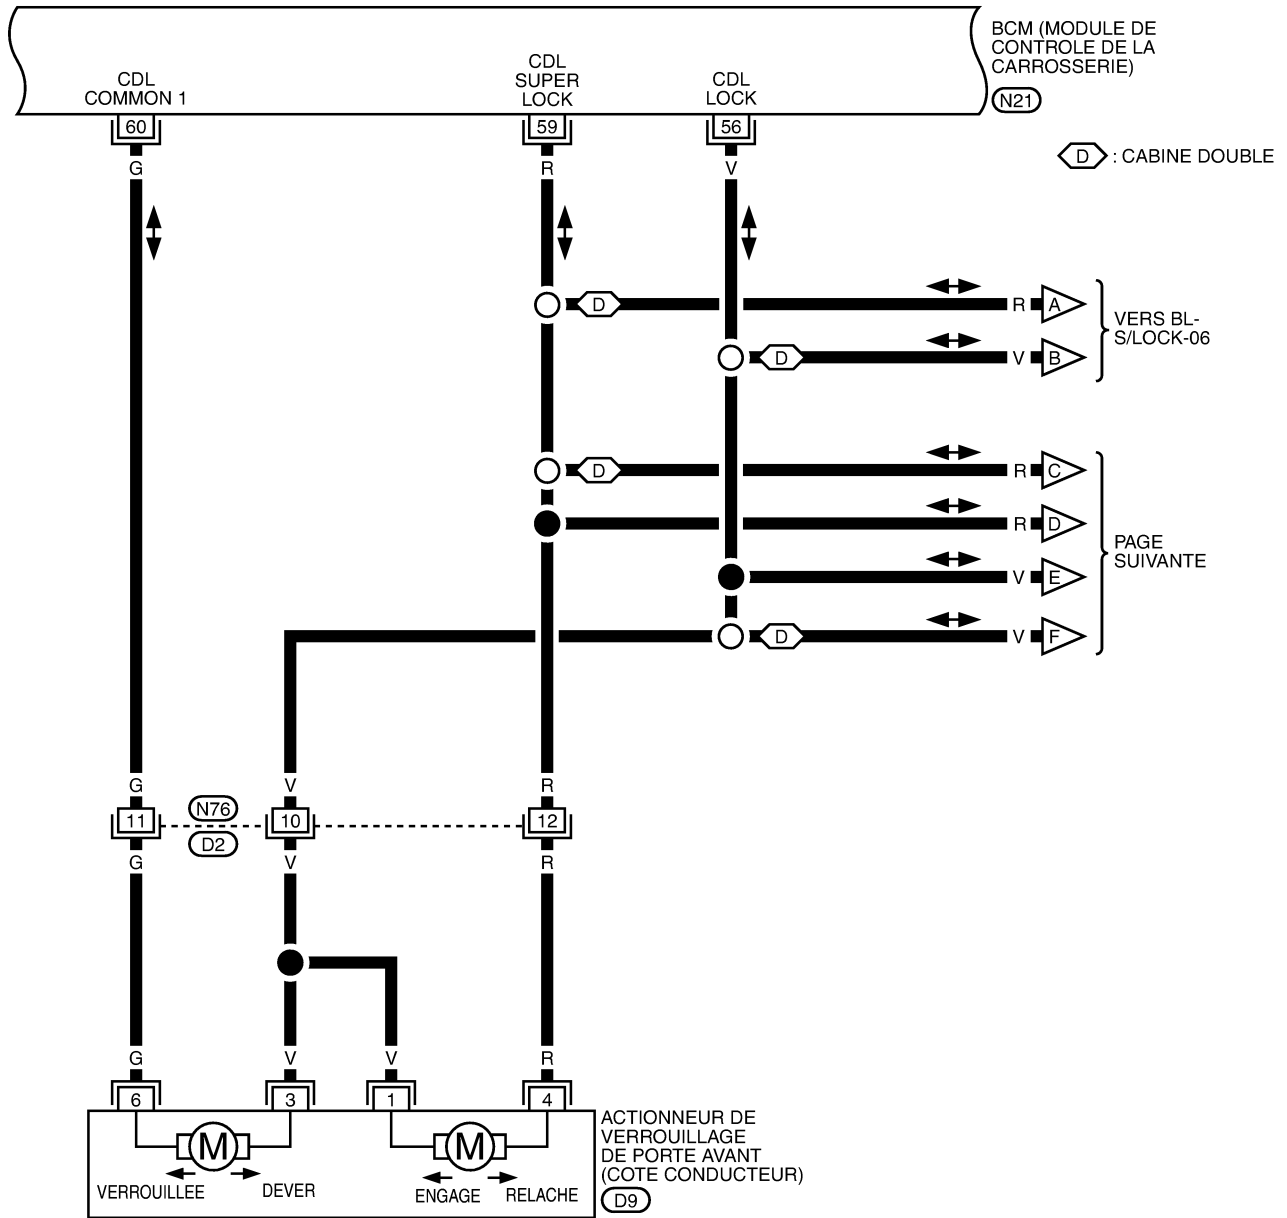 BCM (MODULE DE
CONTROLE DE LA
CARROSSERIE)
N21
CDL
COMMON 1
CDL
SUPER
LOCK
CDL
LOCK
60
59
56
G
R
V
D : CABINE DOUBLE
D
R
A
D
V
B
VERS BL-
S/LOCK-06
D
R
C
R
D
V
E
D
V
F
PAGE
SUIVANTE
G
V
R
11
N76
10
12
D2
G
V
R
G
V
V
R
6
3
1
4
M
M
VERROUILLEE
DEVER
ENGAGE
RELACHE
ACTIONNEUR DE
VERROUILLAGE
DE PORTE AVANT
(COTE CONDUCTEUR)
D9